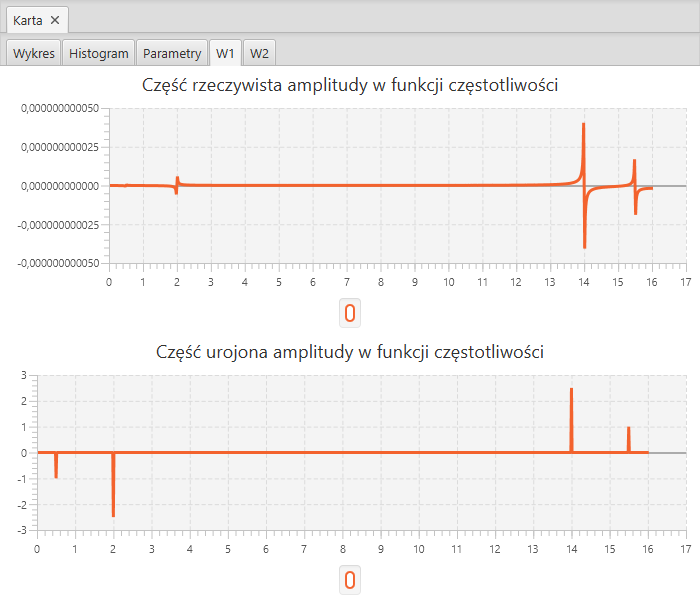 Karta ✕
Wykres Histogram Parametry W1 W2
Część rzeczywista amplitudy w funkcji częstotliwości
0,000000000050
0,000000000025
0,000000000000
-0,000000000025
-0,000000000050
0 1 2 3 4 5 6 7 8 9 10 11 12 13 14 15 16 17
Część urojona amplitudy w funkcji częstotliwości
3
2
1
0
-1
-2
-3
0 1 2 3 4 5 6 7 8 9 10 11 12 13 14 15 16 17